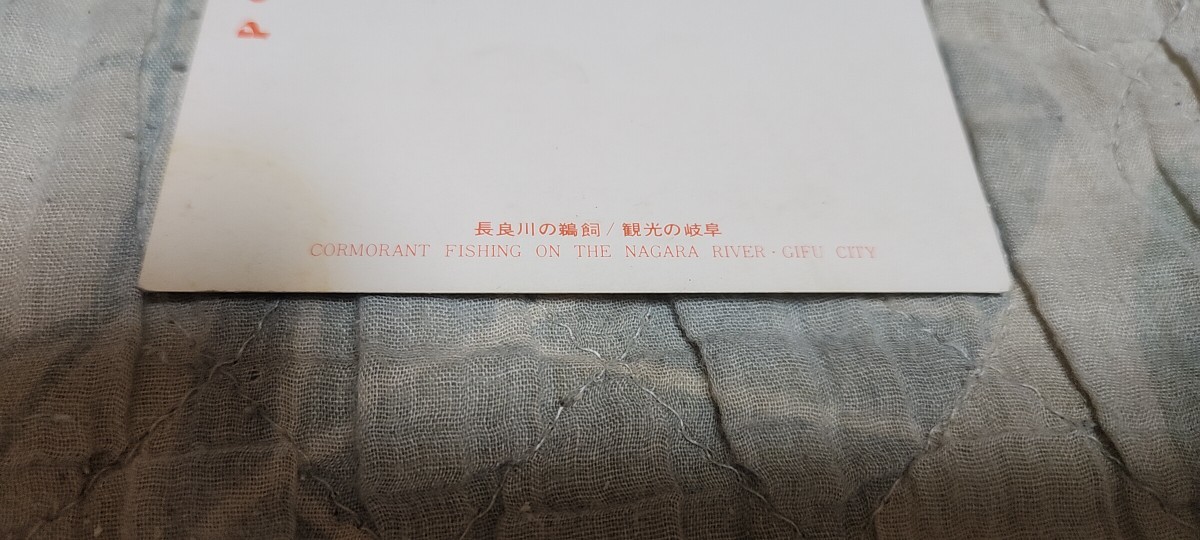 長良川の鵜飼/観光の岐阜
CORMORANT FISHING ON THE NAGARA RIVER・GIFU CITY